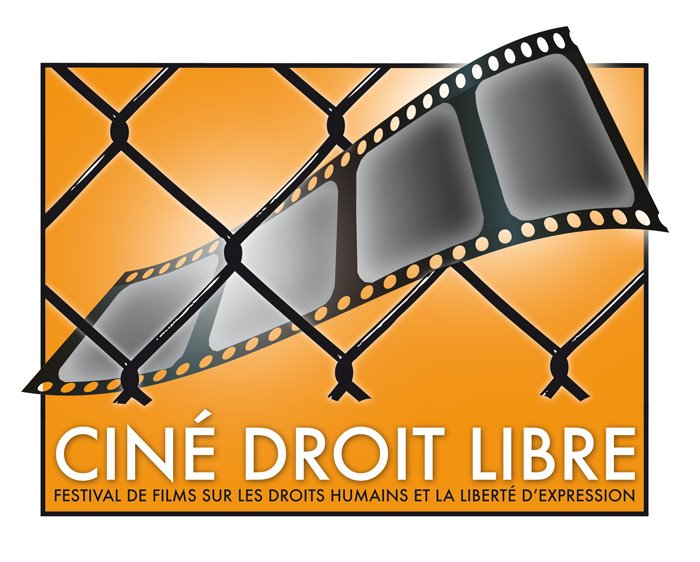 CINÉ DROIT LIBRE
FESTIVAL DE FILMS SUR LES DROITS HUMAINS ET LA LIBERTÉ D'EXPRESSION